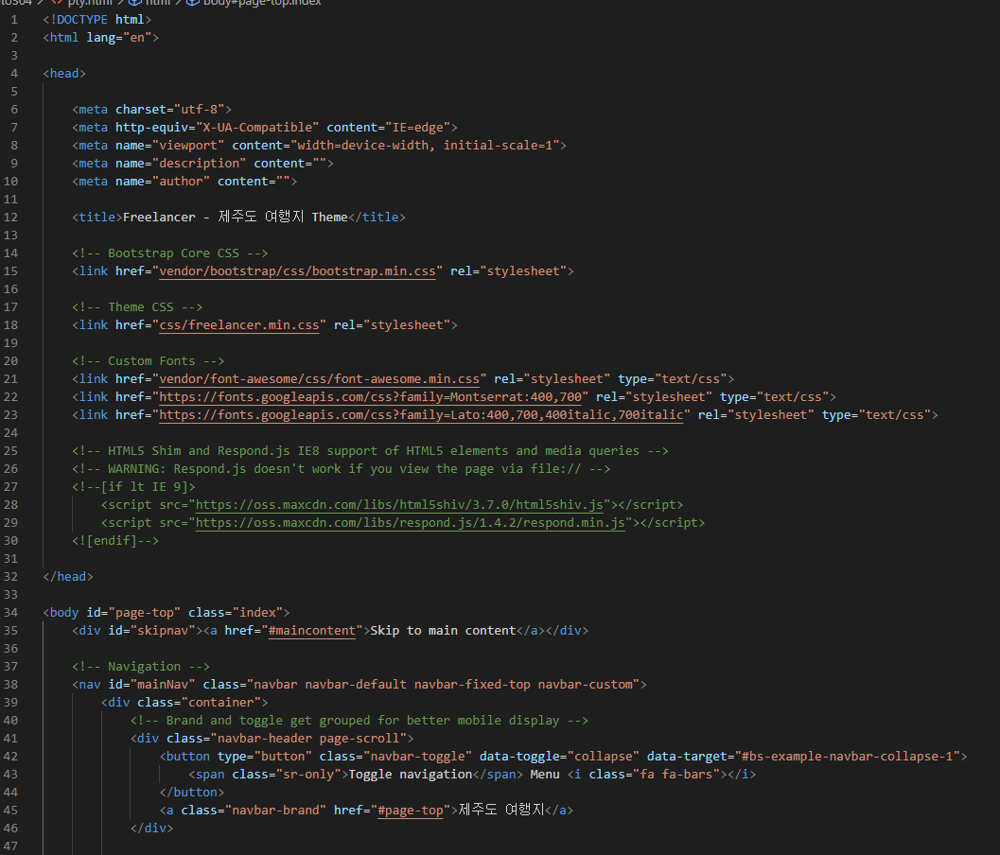 pty.html > html > body#page-top.index
1 <!DOCTYPE html>
2 <html lang="en">
3
4 <head>
5
6 <meta charset="utf-8">
7 <meta http-equiv="X-UA-Compatible" content="IE=edge">
8 <meta name="viewport" content="width=device-width, initial-scale=1">
9 <meta name="description" content="">
10 <meta name="author" content="">
11
12 <title>Freelancer - 제주도 여행지 Theme</title>
13
14 <!-- Bootstrap Core CSS -->
15 <link href="vendor/bootstrap/css/bootstrap.min.css" rel="stylesheet">
16
17 <!-- Theme CSS -->
18 <link href="css/freelancer.min.css" rel="stylesheet">
19
20 <!-- Custom Fonts -->
21 <link href="vendor/font-awesome/css/font-awesome.min.css" rel="stylesheet" type="text/css">
22 <link href="https://fonts.googleapis.com/css?family=Montserrat:400,700" rel="stylesheet" type="text/css">
23 <link href="https://fonts.googleapis.com/css?family=Lato:400,700,400italic,700italic" rel="stylesheet" type="text/css">
24
25 <!-- HTML5 Shim and Respond.js IE8 support of HTML5 elements and media queries -->
26 <!-- WARNING: Respond.js doesn't work if you view the page via file:// -->
27 <!--[if lt IE 9]>
28 <script src="https://oss.maxcdn.com/libs/html5shiv/3.7.0/html5shiv.js"></script>
29 <script src="https://oss.maxcdn.com/libs/respond.js/1.4.2/respond.min.js"></script>
30 <![endif]-->
31
32 </head>
33
34 <body id="page-top" class="index">
35 <div id="skipnav"><a href="#maincontent">Skip to main content</a></div>
36
37 <!-- Navigation -->
38 <nav id="mainNav" class="navbar navbar-default navbar-fixed-top navbar-custom">
39 <div class="container">
40 <!-- Brand and toggle get grouped for better mobile display -->
41 <div class="navbar-header page-scroll">
42 <button type="button" class="navbar-toggle" data-toggle="collapse" data-target="#bs-example-navbar-collapse-1">
43 <span class="sr-only">Toggle navigation</span> Menu <i class="fa fa-bars"></i>
44 </button>
45 <a class="navbar-brand" href="#page-top">제주도 여행지</a>
46 </div>
47